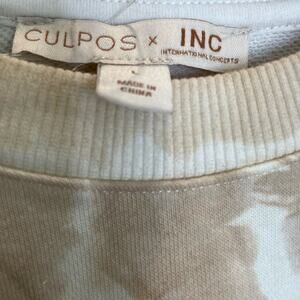 CULPOS × INC
INTERNATIONAL CONCEPTS
L
MADE IN
CHINA